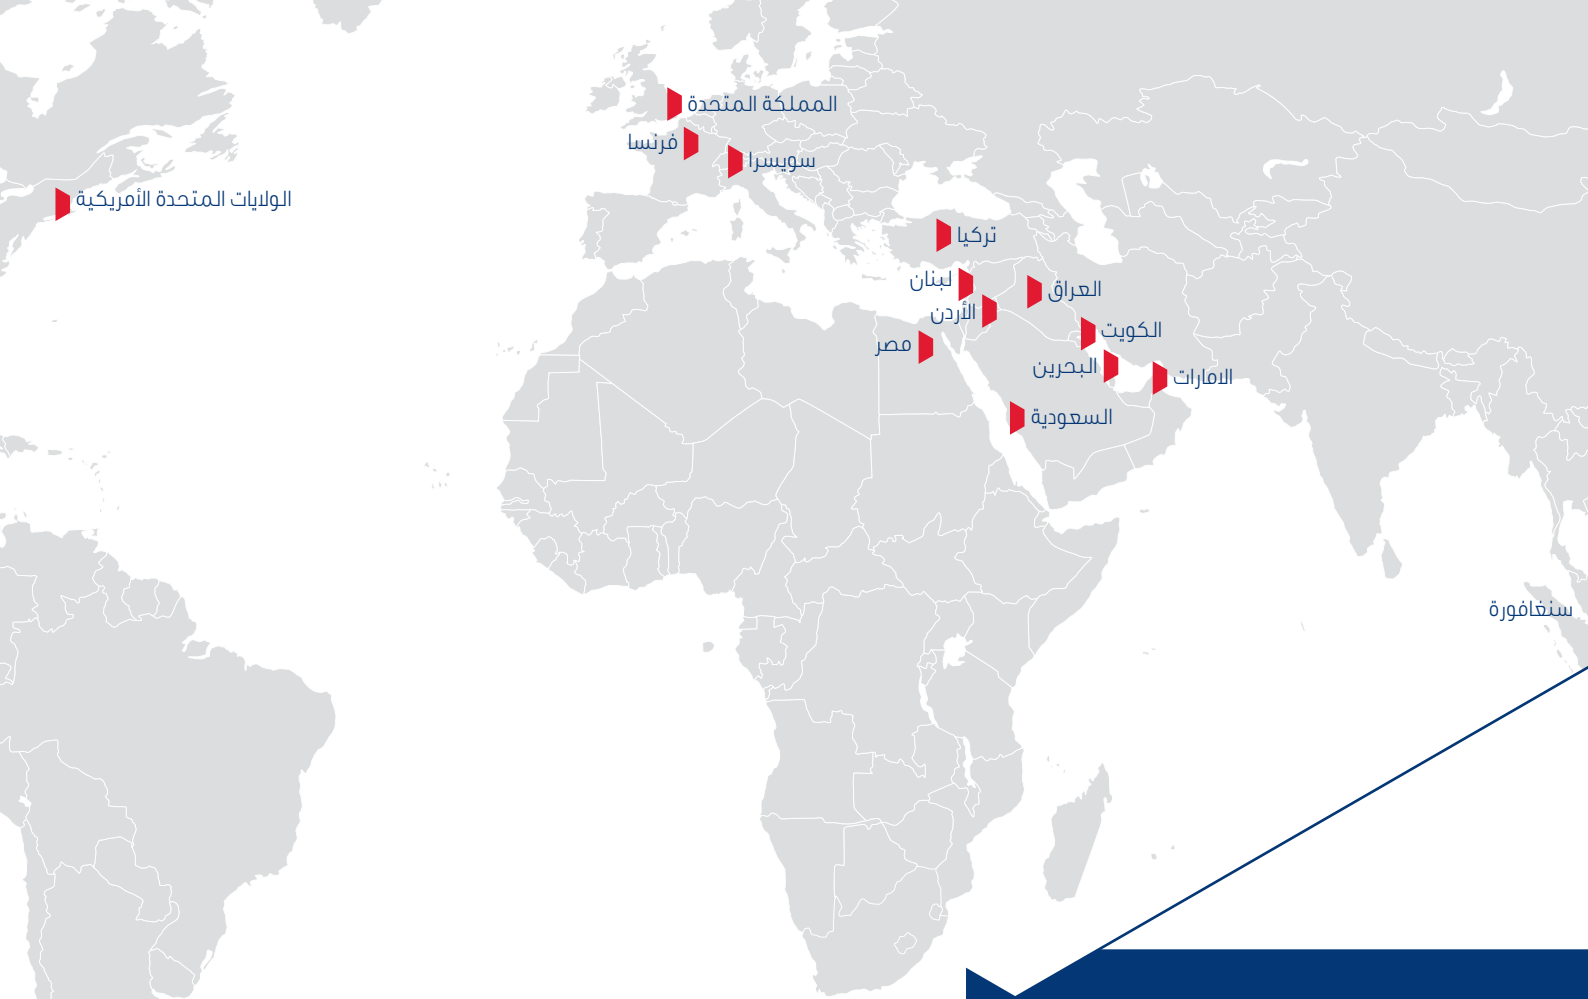 المملكة المتحدة
فرنسا
سويسرا
الولايات المتحدة الأمريكية
تركيا
لبنان
العراق
الأردن
الكويت
مصر
البحرين
الامارات
السعودية
سنغافورة